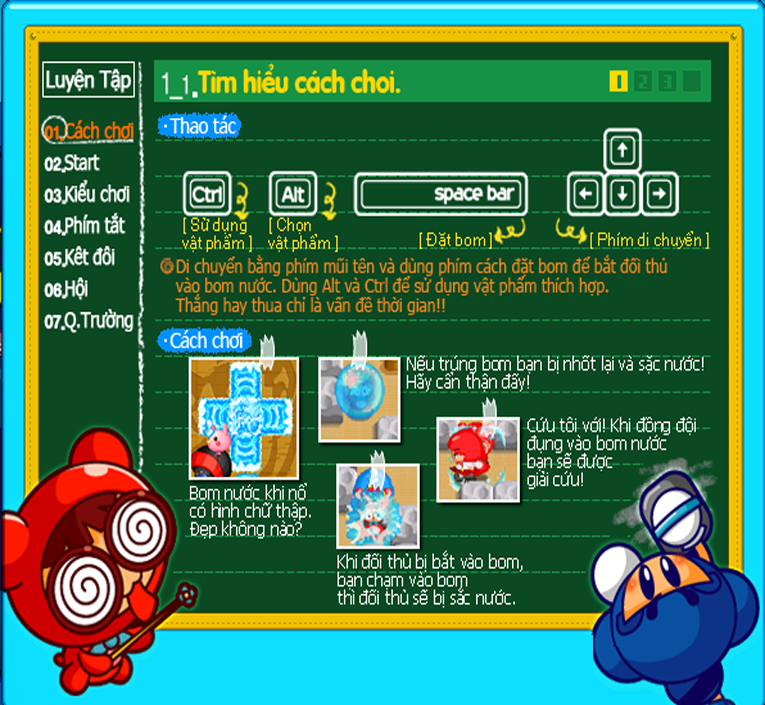 Luyện Tập
01.Cách chơi
02.Start
03.Kiểu chơi
04.Phím tắt
05.Kết đôi
06.Hội
07.Q.Trường
1_1.Tìm hiểu cách chơi.
1 2 3
·Thao tác
Ctrl
Alt
space bar
[ Sử dụng
vật phẩm ]
[ Chọn
vật phẩm ]
[ Đặt bom ]
[ Phím di chuyển ]
Di chuyển bằng phím mũi tên và dùng phím cách đặt bom để bắt đối thủ
vào bom nước. Dùng Alt và Ctrl để sử dụng vật phẩm thích hợp.
Thắng hay thua chỉ là vấn đề thời gian!!
·Cách chơi
Nếu trúng bom bạn bị nhốt lại và sặc nước!
Hãy cẩn thận đấy!
Cứu tôi với! Khi đồng đội
đụng vào bom nước
bạn sẽ được
giải cứu!
Bom nước khi nổ
có hình chữ thập.
Đẹp không nào?
Khi đối thủ bị bắt vào bom,
bạn chạm vào bom
thì đối thủ sẽ bị sặc nước.